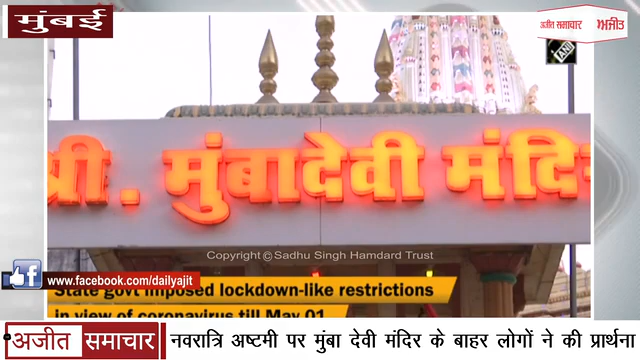 मुंबई
अजीत समाचार ਅਜੀਤ
ANI
श्री. मुंबादेवी मंदिर
Copyright © Sadhu Singh Hamdard Trust
www.facebook.com/dailyajit
State govt imposed lockdown-like restrictions
in view of coronavirus till May 01
अजीत समाचार
नवरात्रि अष्टमी पर मुंबा देवी मंदिर के बाहर लोगों ने की प्रार्थना